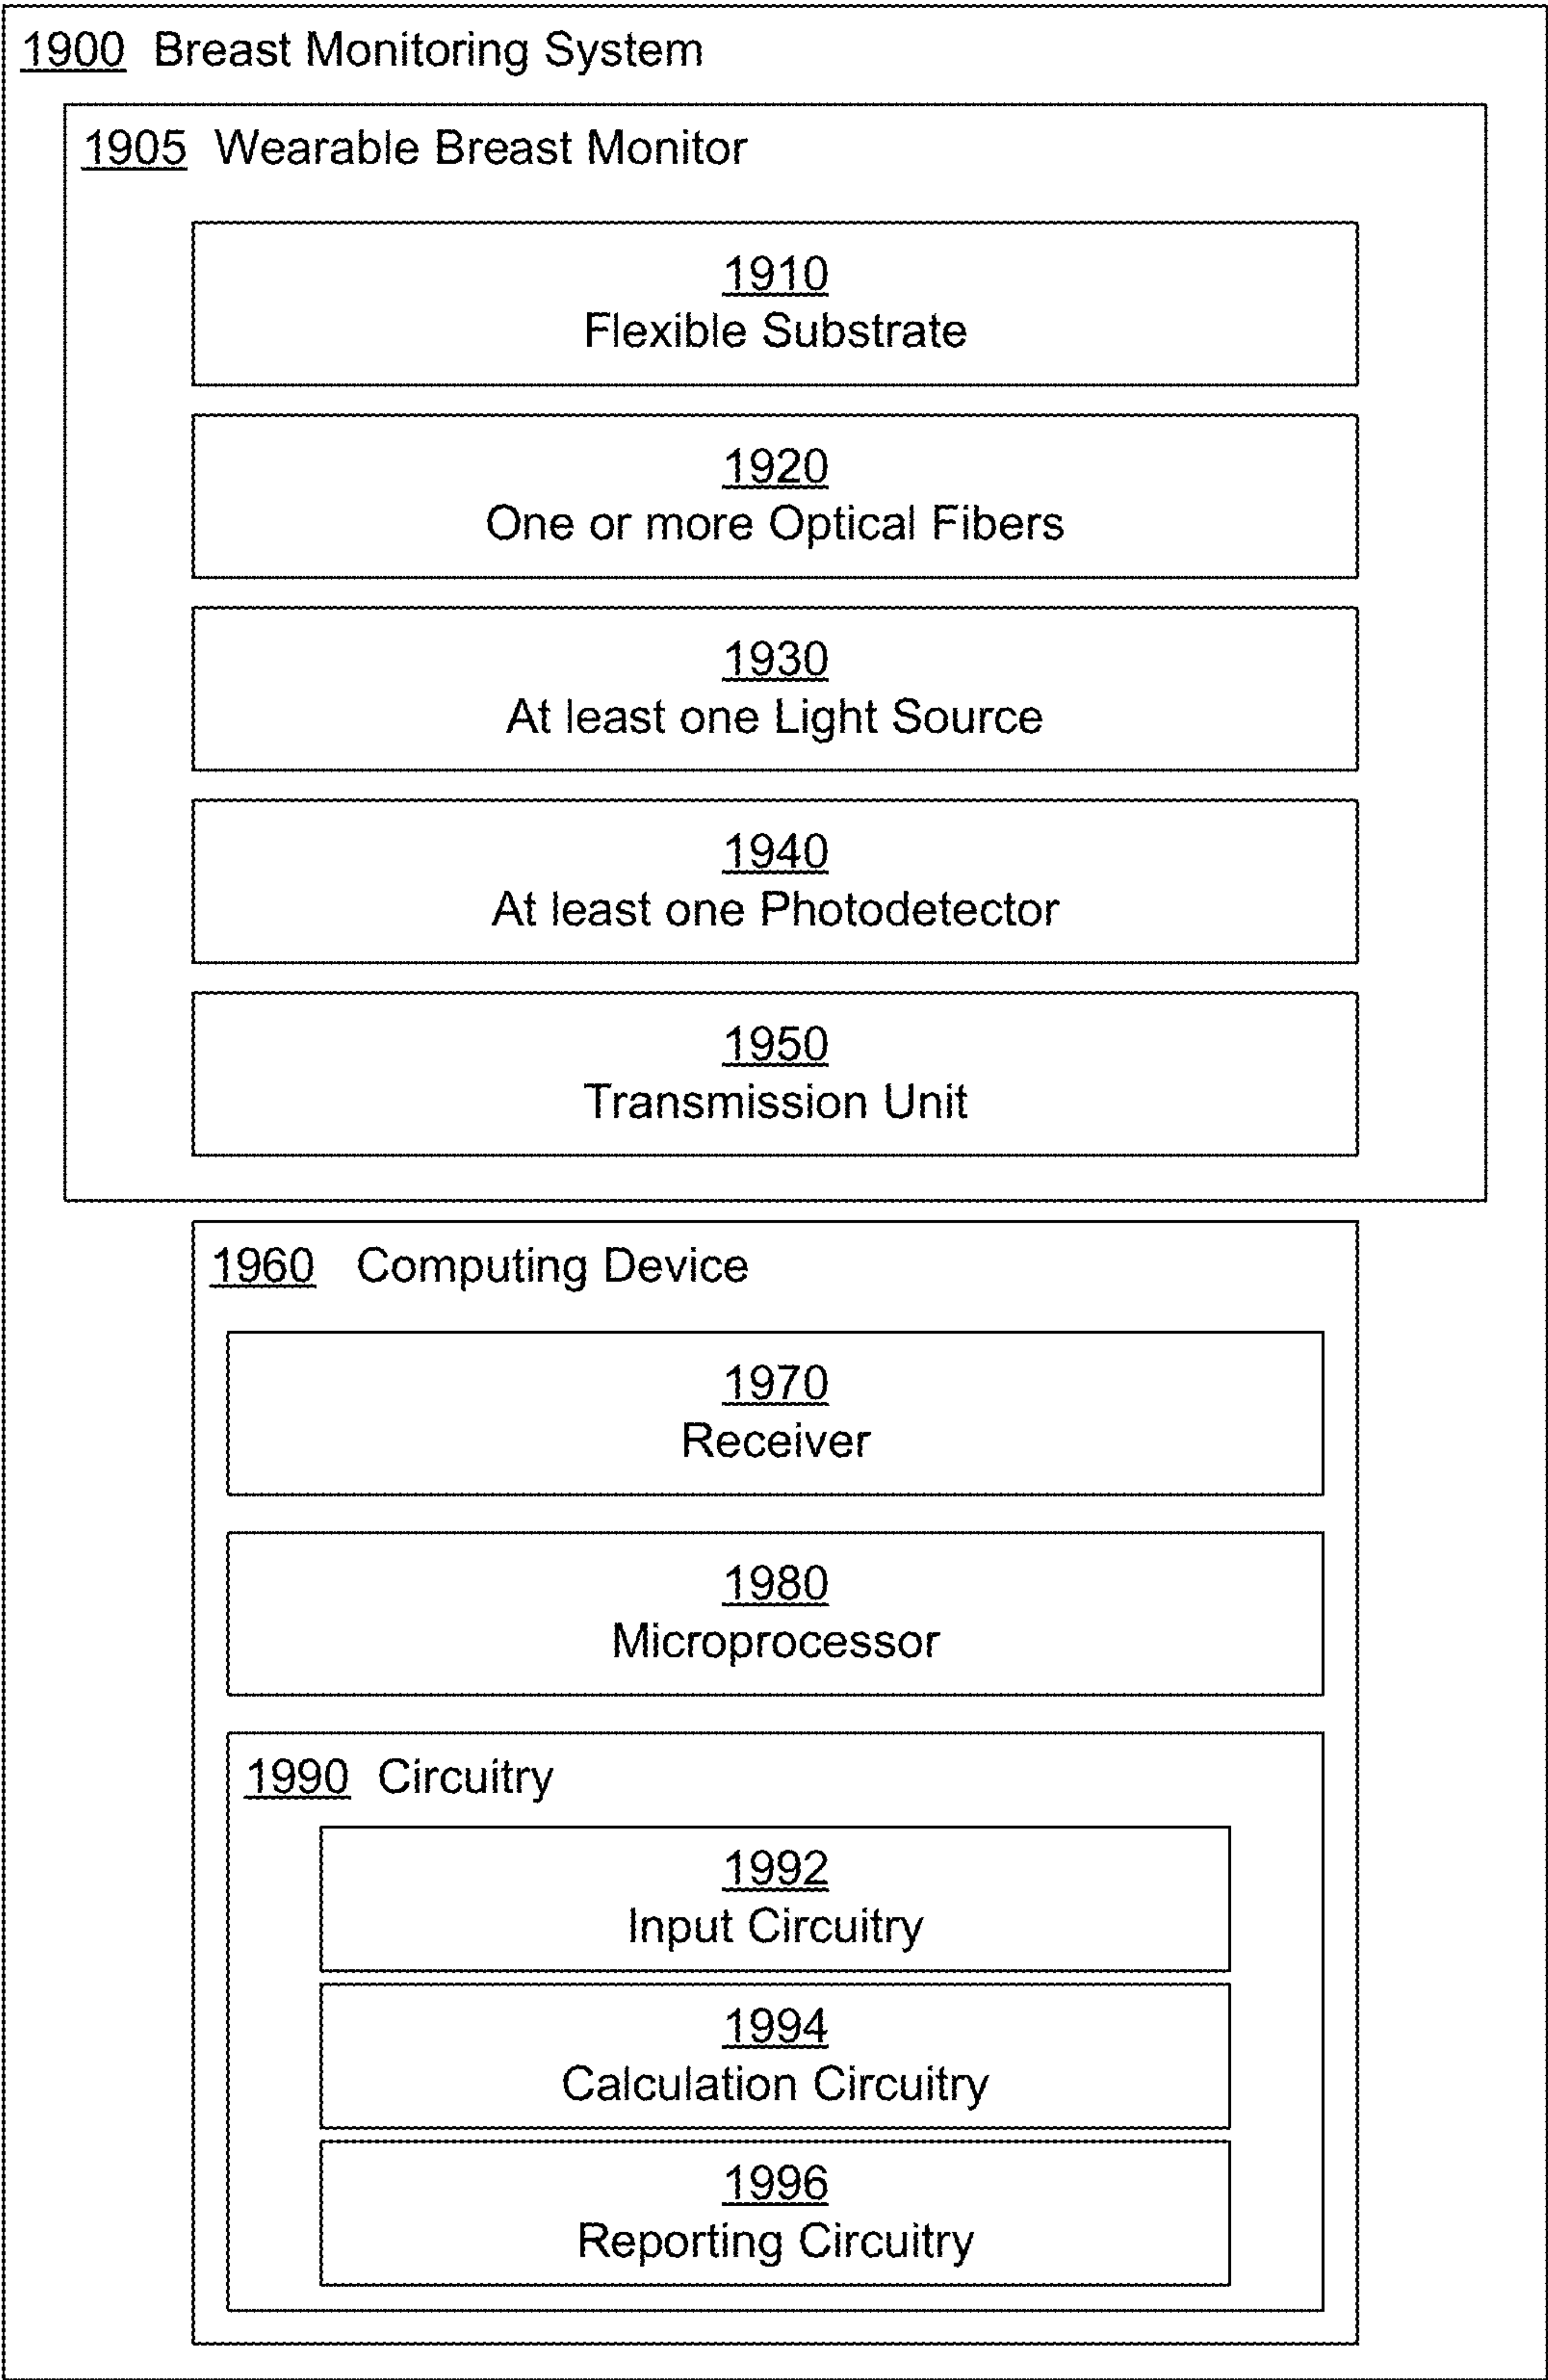 1900 Breast Monitoring System
1905 Wearable Breast Monitor
1910
Flexible Substrate
1920
One or more Optical Fibers
1930
At least one Light Source
1940
At least one Photodetector
1950
Transmission Unit
1960 Computing Device
1970
Receiver
1980
Microprocessor
1990 Circuitry
1992
Input Circuitry
1994
Calculation Circuitry
1996
Reporting Circuitry